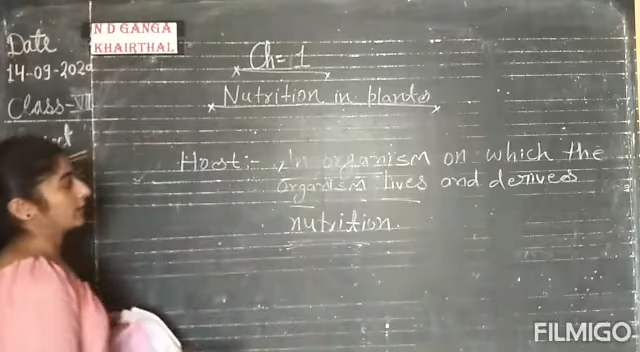 N D GANGA
KHAIRTHAL
Date
14-09-2020
Class-VII
Ch-1
Nutrition in plants
Host:- An organism on which the
organism lives and derives
nutrition.
FILMIGO